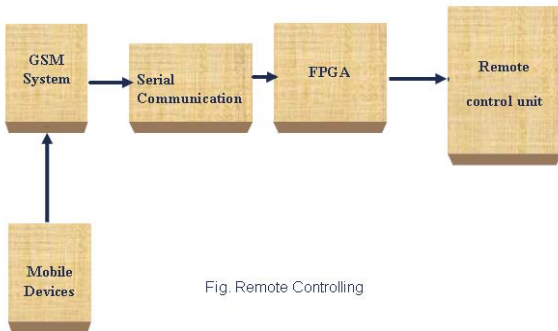 GSM
System
Serial
Communication
FPGA
Remote
control unit
Mobile
Devices
Fig. Remote Controlling